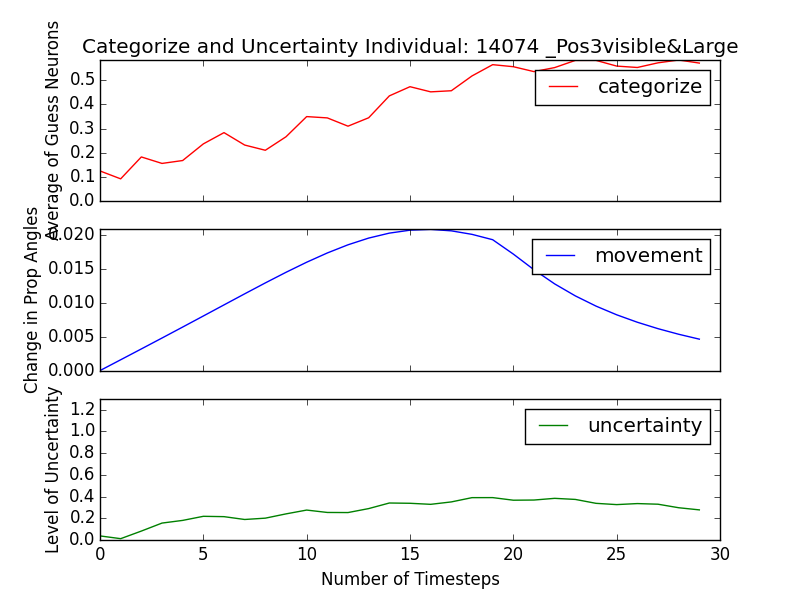 Categorize and Uncertainty Individual: 14074 _Pos3visible&Large
Average of Guess Neurons
0.5
0.4
0.3
0.2
0.1
0.0
categorize
Change in Prop Angles
0.020
0.015
0.010
0.005
0.000
movement
Level of Uncertainty
1.2
1.0
0.8
0.6
0.4
0.2
0.0
uncertainty
0 5 10 15 20 25 30
Number of Timesteps